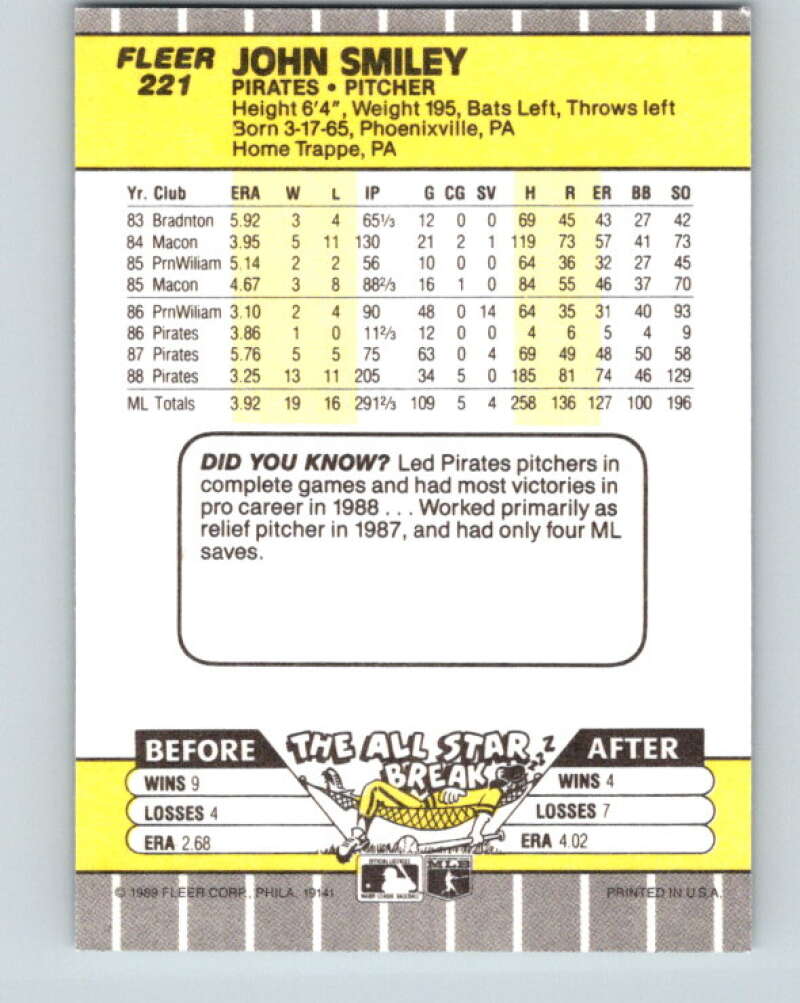 FLEER JOHN SMILEY
221 PIRATES • PITCHER
Height 6'4", Weight 195, Bats Left, Throws left
Born 3-17-65, Phoenixville, PA
Home Trappe, PA
Yr. Club ERA W L IP G CG SV H R ER BB SO
83 Bradnton 5.92 3 4 65 1/3 12 0 0 69 45 43 27 42
84 Macon 3.95 5 11 130 21 2 1 119 73 57 41 73
85 PrnWiliam 5.14 2 2 56 10 0 0 64 36 32 27 45
85 Macon 4.67 3 8 88 2/3 16 1 0 84 55 46 37 70
86 PrnWiliam 3.10 2 4 90 48 0 14 64 35 31 40 93
86 Pirates 3.86 1 0 11 2/3 12 0 0 4 6 5 4 9
87 Pirates 5.76 5 5 75 63 0 4 69 49 48 50 58
88 Pirates 3.25 13 11 205 34 5 0 185 81 74 46 129
ML Totals 3.92 19 16 291 2/3 109 5 4 258 136 127 100 196
DID YOU KNOW? Led Pirates pitchers in
complete games and had most victories in
pro career in 1988 . . . Worked primarily as
relief pitcher in 1987, and had only four ML
saves.
BEFORE THE ALL STAR BREAK AFTER
WINS 9 WINS 4
LOSSES 4 LOSSES 7
ERA 2.68 ERA 4.02
MLB
© 1989 FLEER CORP., PHILA. 19141 PRINTED IN U.S.A.